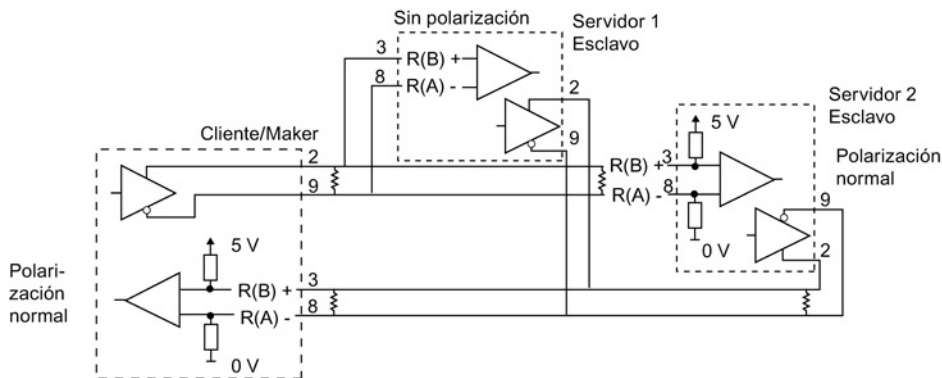 Sin polarización
Servidor 1
Esclavo
3
R(B) +
8
R(A) -
2
9
Servidor 2
Esclavo
5 V
Cliente/Maker
2
9
R(B) +
3
R(A) -
8
Polarización
normal
9
2
0 V
5 V
Polari-
zación
normal
R(B) +
3
R(A) -
8
0 V